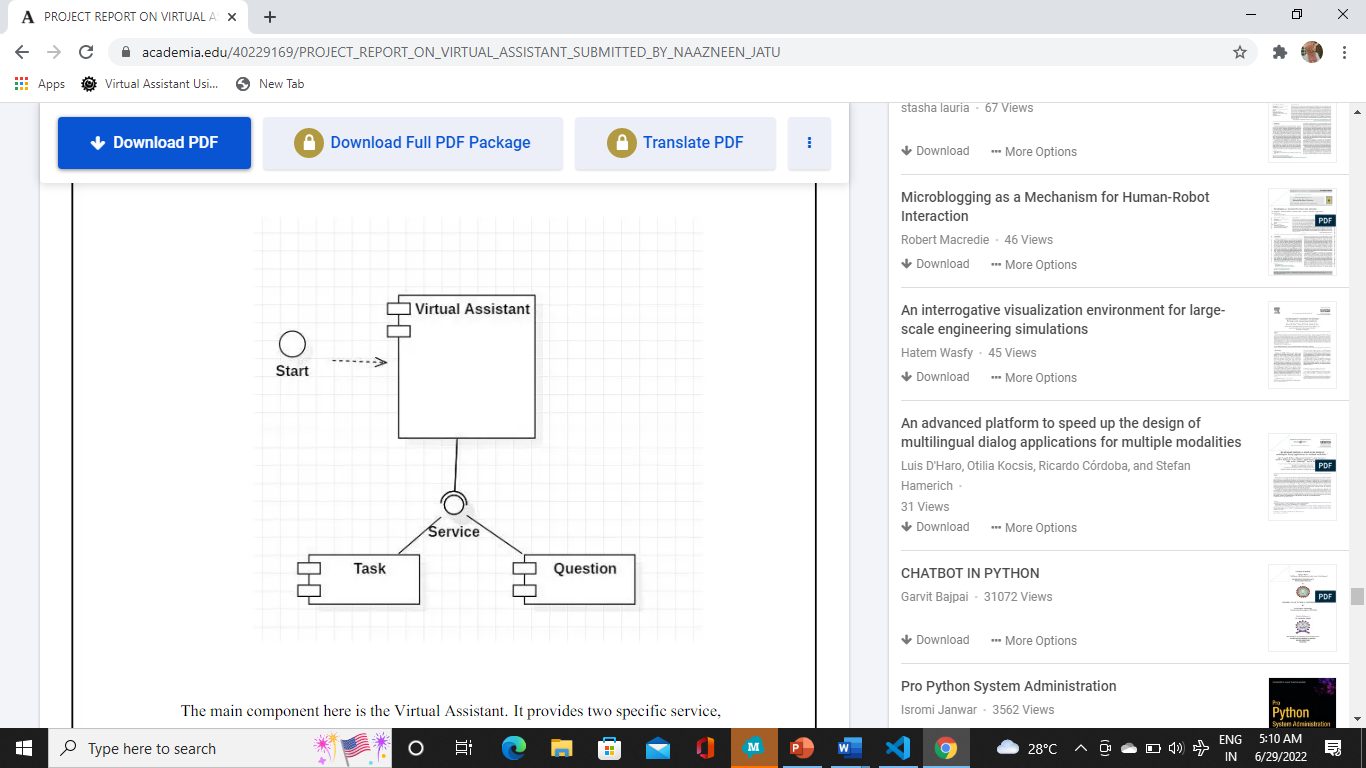 PROJECT REPORT ON VIRTUAL A
academia.edu/40229169/PROJECT_REPORT_ON_VIRTUAL_ASSISTANT_SUBMITTED_BY_NAAZNEEN_JATU
Apps
Virtual Assistant Usi...
New Tab
Download PDF
Download Full PDF Package
Translate PDF
Virtual Assistant
Start
Service
Task
Question
The main component here is the Virtual Assistant. It provides two specific service,
stasha lauria • 67 Views
Download ••• More Options
Microblogging as a Mechanism for Human-Robot
Interaction
Robert Macredie • 46 Views
Download ••• More Options
PDF
An interrogative visualization environment for large-
scale engineering simulations
Hatem Wasfy • 45 Views
Download ••• More Options
An advanced platform to speed up the design of
multilingual dialog applications for multiple modalities
Luis D'Haro, Otilia Kocsis, Ricardo Córdoba, and Stefan
Hamerich •
31 Views
Download ••• More Options
PDF
CHATBOT IN PYTHON
Garvit Bajpai • 31072 Views
Download ••• More Options
PDF
Pro Python System Administration
Isromi Janwar • 3562 Views
Pro
Python
System Administration
Type here to search
28°C
ENG
IN
5:10 AM
6/29/2022